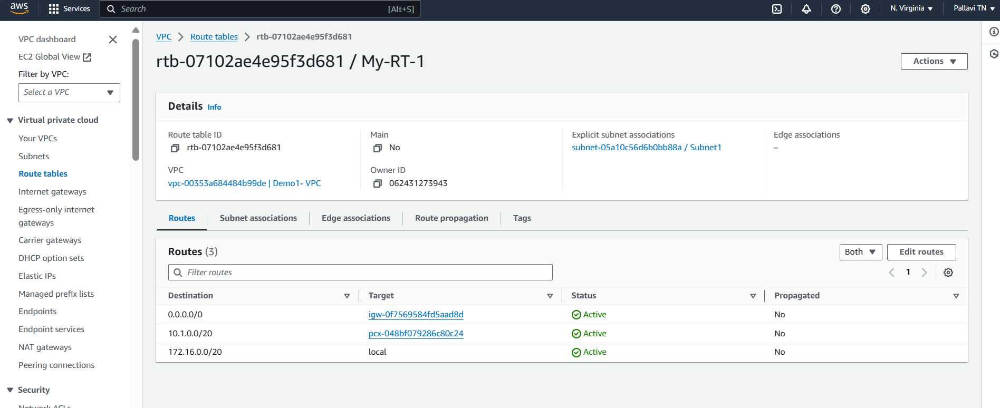 aws Services Search [Alt+S] N. Virginia Pallavi TN
VPC dashboard
EC2 Global View
Filter by VPC:
Select a VPC
Virtual private cloud
Your VPCs
Subnets
Route tables
Internet gateways
Egress-only internet
gateways
Carrier gateways
DHCP option sets
Elastic IPs
Managed prefix lists
Endpoints
Endpoint services
NAT gateways
Peering connections
Security
Network ACLs
VPC > Route tables > rtb-07102ae4e95f3d681
rtb-07102ae4e95f3d681 / My-RT-1
Actions
Details Info
Route table ID
rtb-07102ae4e95f3d681
Main
No
Explicit subnet associations
subnet-05a10c56d6b0bb88a / Subnet1
Edge associations
–
VPC
vpc-00353a684484b99de | Demo1- VPC
Owner ID
062431273943
Routes Subnet associations Edge associations Route propagation Tags
Routes (3)
Both Edit routes
Filter routes
1
Destination Target Status Propagated
0.0.0.0/0 igw-0f7569584fd5aad8d Active No
10.1.0.0/20 pcx-048bf079286c80c24 Active No
172.16.0.0/20 local Active No